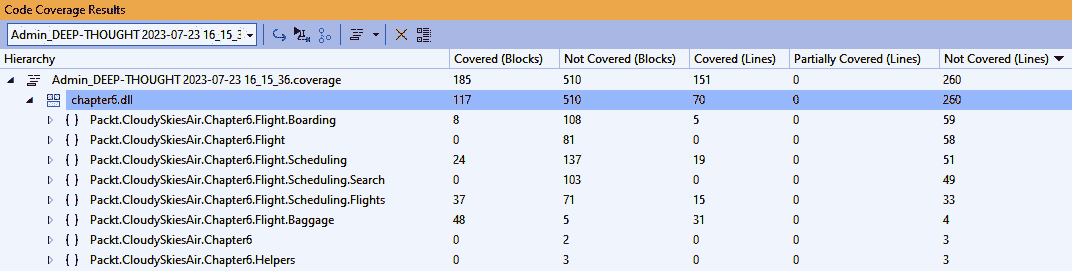 Code Coverage Results
Admin_DEEP-THOUGHT 2023-07-23 16_15_3
Hierarchy Covered (Blocks) Not Covered (Blocks) Covered (Lines) Partially Covered (Lines) Not Covered (Lines)
Admin_DEEP-THOUGHT 2023-07-23 16_15_36.coverage 185 510 151 0 260
chapter6.dll 117 510 70 0 260
{ } Packt.CloudySkiesAir.Chapter6.Flight.Boarding 8 108 5 0 59
{ } Packt.CloudySkiesAir.Chapter6.Flight 0 81 0 0 58
{ } Packt.CloudySkiesAir.Chapter6.Flight.Scheduling 24 137 19 0 51
{ } Packt.CloudySkiesAir.Chapter6.Flight.Scheduling.Search 0 103 0 0 49
{ } Packt.CloudySkiesAir.Chapter6.Flight.Scheduling.Flights 37 71 15 0 33
{ } Packt.CloudySkiesAir.Chapter6.Flight.Baggage 48 5 31 0 4
{ } Packt.CloudySkiesAir.Chapter6 0 2 0 0 3
{ } Packt.CloudySkiesAir.Chapter6.Helpers 0 3 0 0 3